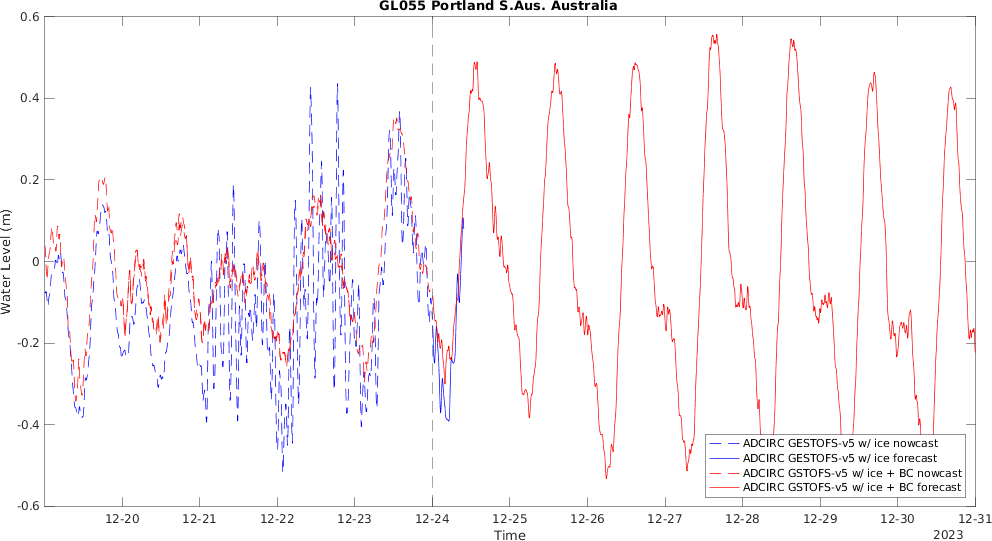 GL055 Portland S.Aus. Australia
0.6
0.4
0.2
0
-0.2
-0.4
-0.6
Water Level (m)
12-20
12-21
12-22
12-23
12-24
12-25
12-26
12-27
12-28
12-29
12-30
12-31
Time
2023
ADCIRC GESTOFS-v5 w/ ice nowcast
ADCIRC GESTOFS-v5 w/ ice forecast
ADCIRC GSTOFS-v5 w/ ice + BC nowcast
ADCIRC GSTOFS-v5 w/ ice + BC forecast